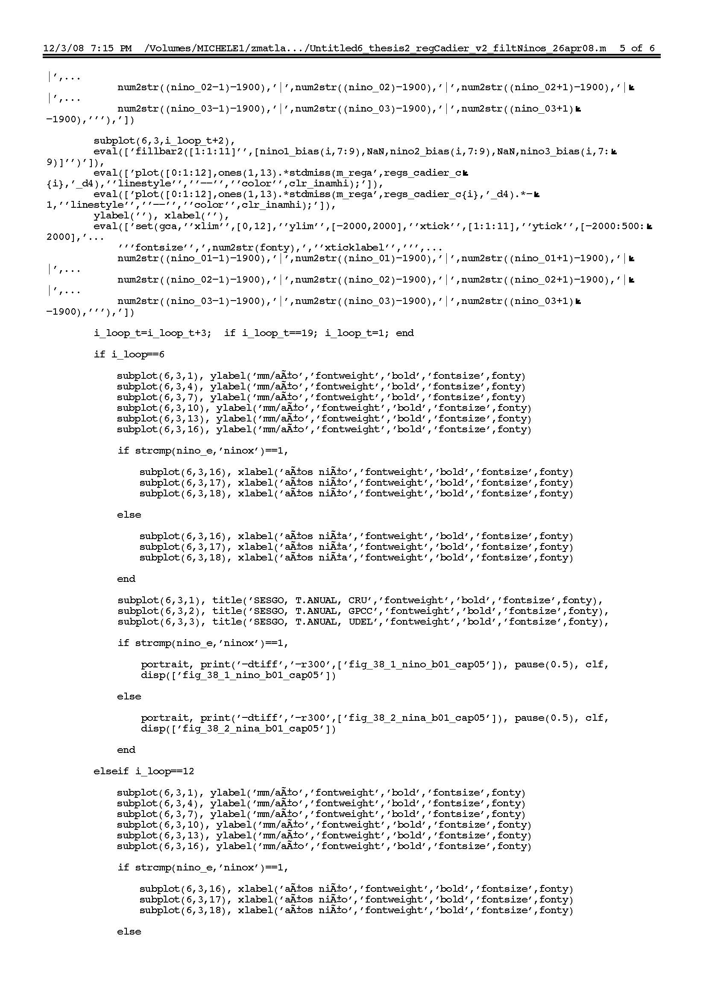 12/3/08 7:15 PM  /Volumes/MICHELE1/zmatla.../Untitled6_thesis2_regCadier_v2_filtNinos_26apr08.m  5 of 6
|',...
num2str((nino_02-1)-1900),'|',num2str((nino_02)-1900),'|',num2str((nino_02+1)-1900),'|
|',...
num2str((nino_03-1)-1900),'|',num2str((nino_03)-1900),'|',num2str((nino_03+1)
-1900),'''),'])
subplot(6,3,i_loop_t+2),
eval(['fillbar2([1:1:11]'',[nino1_bias(i,7:9),NaN,nino2_bias(i,7:9),NaN,nino3_bias(i,7:
9)]'')']),
eval(['plot([0:1:12],ones(1,13).*stdmiss(m_rega',regs_cadier_c
{i},'_d4),''linestyle'',''--'',''color'',clr_inamhi);']),
eval(['plot([0:1:12],ones(1,13).*stdmiss(m_rega',regs_cadier_c{i},'_d4).*-
1,''linestyle'',''--'',''color'',clr_inamhi);']),
ylabel(''), xlabel(''),
eval(['set(gca,''xlim'',[0,12],''ylim'',[-2000,2000],''xtick'',[1:1:11],''ytick'',[-2000:500:
2000],'...
'''fontsize'',',num2str(fonty),',''xticklabel'',''',...
num2str((nino_01-1)-1900),'|',num2str((nino_01)-1900),'|',num2str((nino_01+1)-1900),'|
|',...
num2str((nino_02-1)-1900),'|',num2str((nino_02)-1900),'|',num2str((nino_02+1)-1900),'|
|',...
num2str((nino_03-1)-1900),'|',num2str((nino_03)-1900),'|',num2str((nino_03+1)
-1900),'''),'])
i_loop_t=i_loop_t+3;  if i_loop_t==19; i_loop_t=1; end
if i_loop==6
subplot(6,3,1), ylabel('mm/aÃ±o','fontweight','bold','fontsize',fonty)
subplot(6,3,4), ylabel('mm/aÃ±o','fontweight','bold','fontsize',fonty)
subplot(6,3,7), ylabel('mm/aÃ±o','fontweight','bold','fontsize',fonty)
subplot(6,3,10), ylabel('mm/aÃ±o','fontweight','bold','fontsize',fonty)
subplot(6,3,13), ylabel('mm/aÃ±o','fontweight','bold','fontsize',fonty)
subplot(6,3,16), ylabel('mm/aÃ±o','fontweight','bold','fontsize',fonty)
if strcmp(nino_e,'ninox')==1,
subplot(6,3,16), xlabel('aÃ±os niÃ±o','fontweight','bold','fontsize',fonty)
subplot(6,3,17), xlabel('aÃ±os niÃ±o','fontweight','bold','fontsize',fonty)
subplot(6,3,18), xlabel('aÃ±os niÃ±o','fontweight','bold','fontsize',fonty)
else
subplot(6,3,16), xlabel('aÃ±os niÃ±a','fontweight','bold','fontsize',fonty)
subplot(6,3,17), xlabel('aÃ±os niÃ±a','fontweight','bold','fontsize',fonty)
subplot(6,3,18), xlabel('aÃ±os niÃ±a','fontweight','bold','fontsize',fonty)
end
subplot(6,3,1), title('SESGO, T.ANUAL, CRU','fontweight','bold','fontsize',fonty),
subplot(6,3,2), title('SESGO, T.ANUAL, GPCC','fontweight','bold','fontsize',fonty),
subplot(6,3,3), title('SESGO, T.ANUAL, UDEL','fontweight','bold','fontsize',fonty),
if strcmp(nino_e,'ninox')==1,
portrait, print('-dtiff','-r300',['fig_38_1_nino_b01_cap05']), pause(0.5), clf,
disp(['fig_38_1_nino_b01_cap05'])
else
portrait, print('-dtiff','-r300',['fig_38_2_nina_b01_cap05']), pause(0.5), clf,
disp(['fig_38_2_nina_b01_cap05'])
end
elseif i_loop==12
subplot(6,3,1), ylabel('mm/aÃ±o','fontweight','bold','fontsize',fonty)
subplot(6,3,4), ylabel('mm/aÃ±o','fontweight','bold','fontsize',fonty)
subplot(6,3,7), ylabel('mm/aÃ±o','fontweight','bold','fontsize',fonty)
subplot(6,3,10), ylabel('mm/aÃ±o','fontweight','bold','fontsize',fonty)
subplot(6,3,13), ylabel('mm/aÃ±o','fontweight','bold','fontsize',fonty)
subplot(6,3,16), ylabel('mm/aÃ±o','fontweight','bold','fontsize',fonty)
if strcmp(nino_e,'ninox')==1,
subplot(6,3,16), xlabel('aÃ±os niÃ±o','fontweight','bold','fontsize',fonty)
subplot(6,3,17), xlabel('aÃ±os niÃ±o','fontweight','bold','fontsize',fonty)
subplot(6,3,18), xlabel('aÃ±os niÃ±o','fontweight','bold','fontsize',fonty)
else